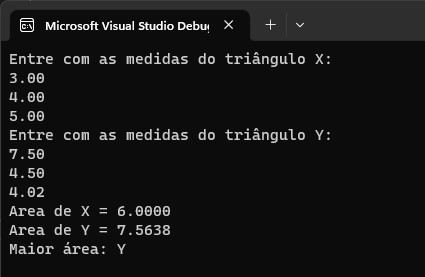 Microsoft Visual Studio Debug
Entre com as medidas do triângulo X:
3.00
4.00
5.00
Entre com as medidas do triângulo Y:
7.50
4.50
4.02
Area de X = 6.0000
Area de Y = 7.5638
Maior área: Y